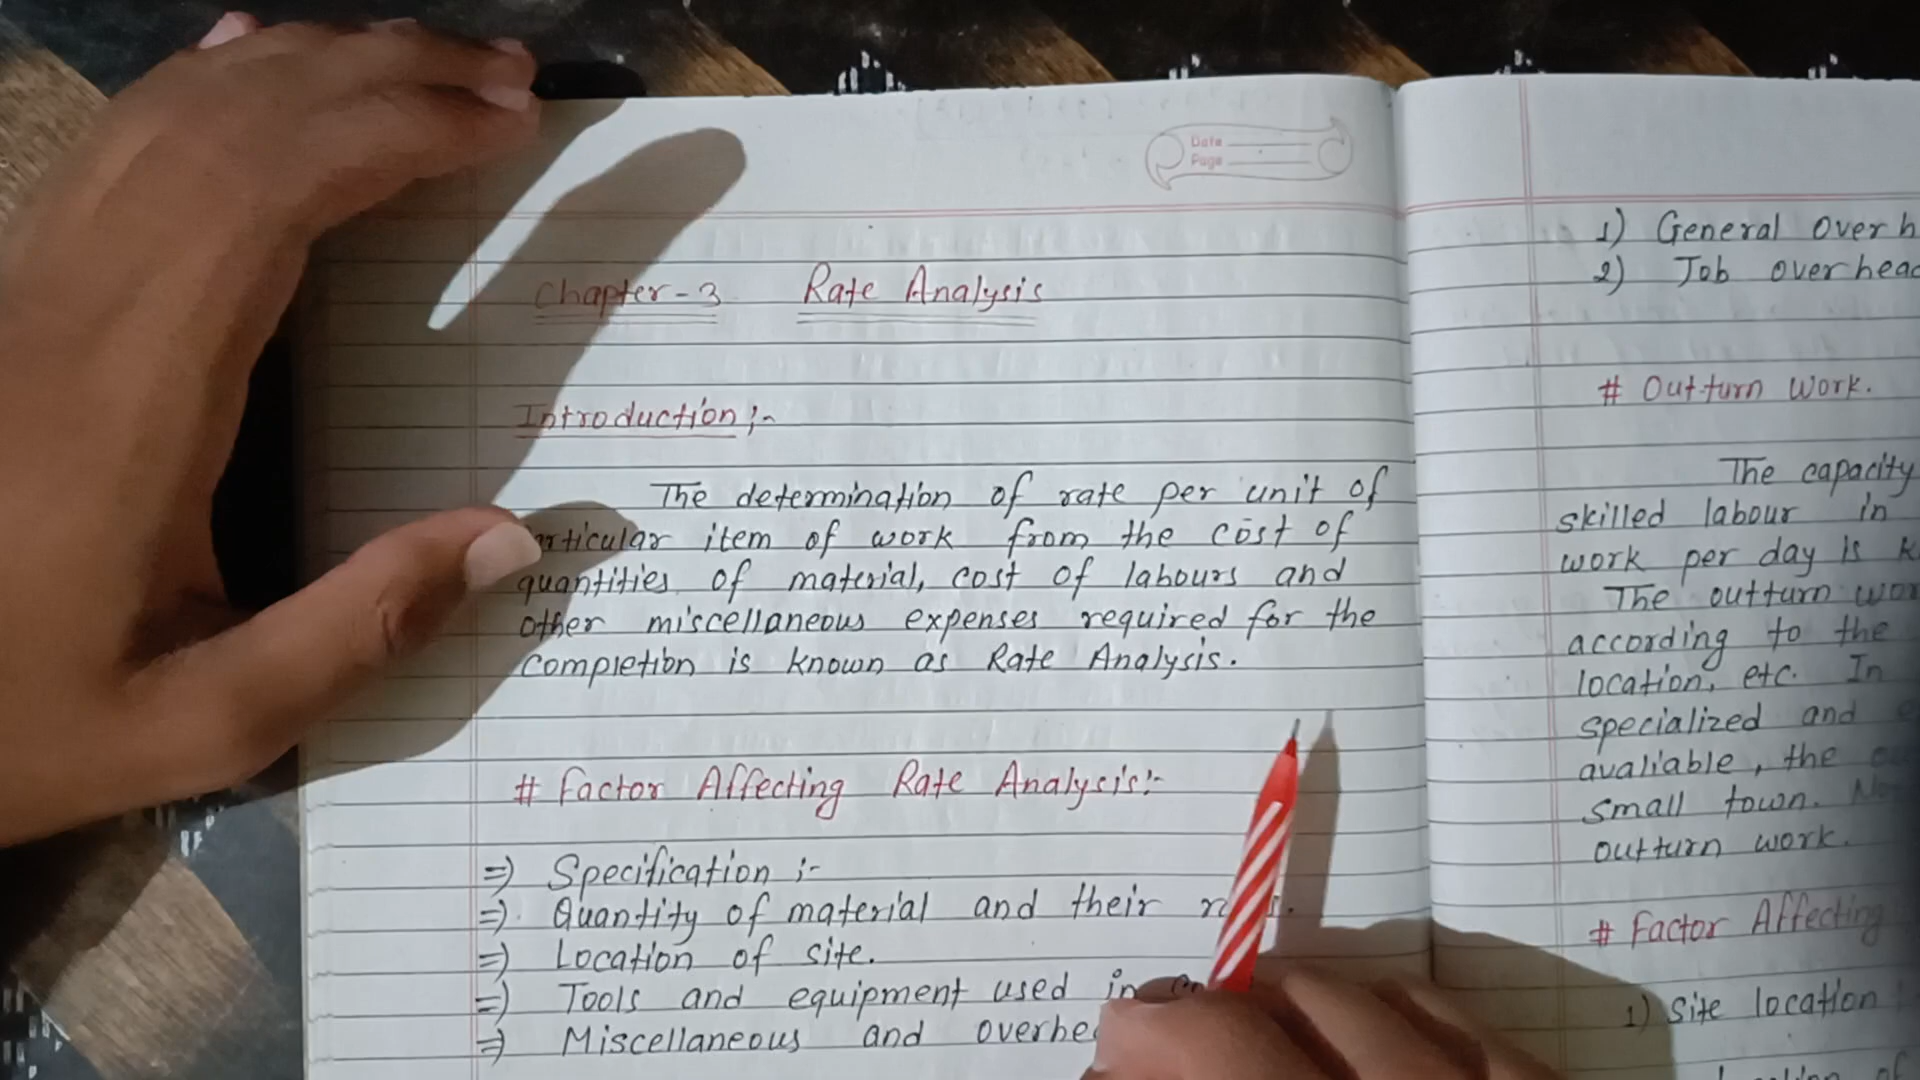 Date
Page
Chapter-3 Rate Analysis
Introduction ;-
The determination of rate per unit of
item of work from the cost of
quantities of material, cost of labours and
other miscellaneous expenses required for the
completion is known as Rate Analysis.
# Factor Affecting Rate Analysis:-
=) Specification :-
=) Quantity of material and their
=) Location of site.
=) Tools and equipment used in
=) Miscellaneous and
1) General
2) Job
# Out-turn Work.
The capacity
skilled labour in
work per day is
The outturn
according to the
location, etc. In
specialized and
avaliable, the
small town.
outturn work.
# Factor Affecting
1) Site location
of